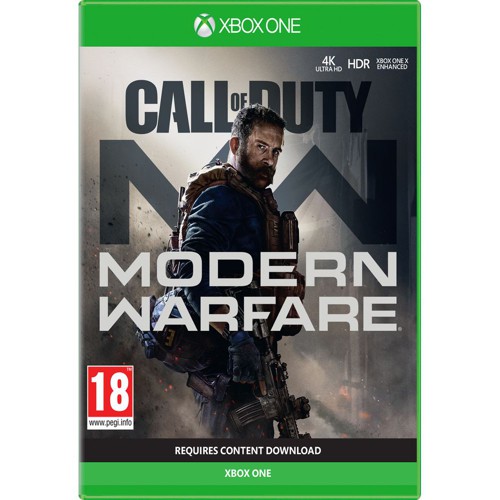 XBOX ONE
4K
ULTRA HD
HDR
XBOX ONE X
ENHANCED
CALL OF DUTY
MW
MODERN
WARFARE®
18
www.pegi.info
REQUIRES CONTENT DOWNLOAD
XBOX ONE